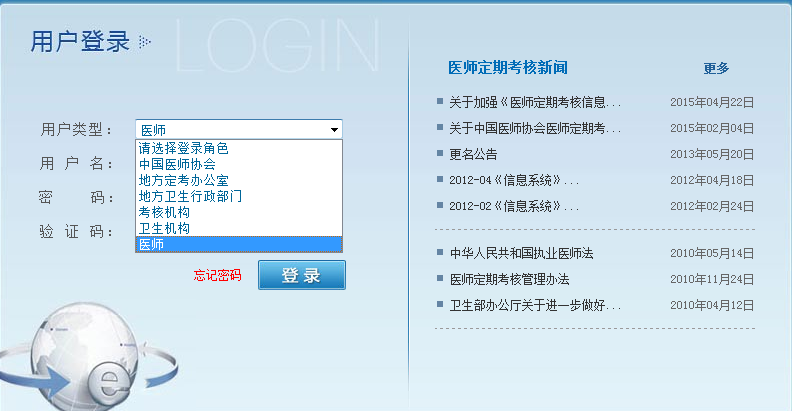 用户登录
LOGIN
用户类型：
医师
请选择登录角色
中国医师协会
地方定考办公室
地方卫生行政部门
考核机构
卫生机构
医师
用 户 名：
密 码：
验 证 码：
忘记密码
登 录
e
医师定期考核新闻 更多
关于加强《医师定期考核信息... 2015年04月22日
关于中国医师协会医师定期考... 2015年02月04日
更名公告 2013年05月20日
2012-04《信息系统》... 2012年04月18日
2012-02《信息系统》... 2012年02月24日
中华人民共和国执业医师法 2010年05月14日
医师定期考核管理办法 2010年11月24日
卫生部办公厅关于进一步做好... 2010年04月12日